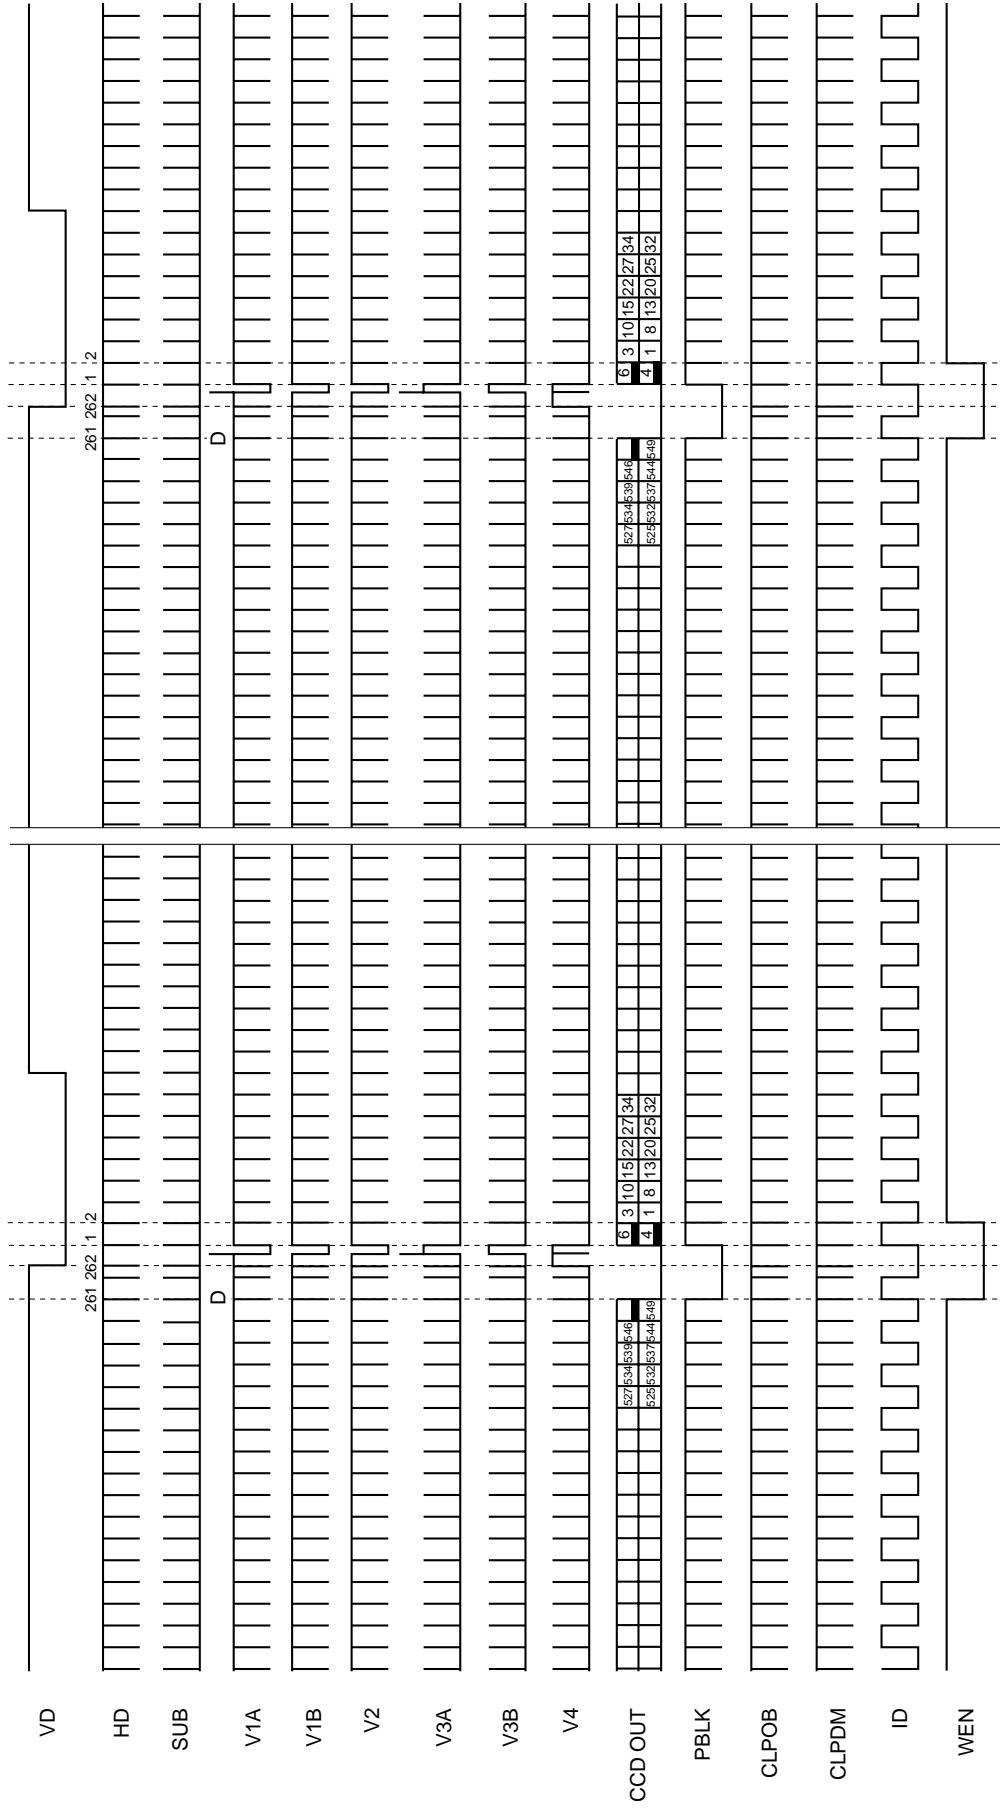 VD
HD
SUB
V1A
V1B
V2
V3A
V3B
V4
CCD OUT
PBLK
CLPOB
CLPDM
ID
WEN
261 262 1 2
D
527 534 539 546
525 532 537 544 549
6 3 10 15 22 27 34
4 1 8 13 20 25 32
261 262 1 2
D
527 534 539 546
525 532 537 544 549
6 3 10 15 22 27 34
4 1 8 13 20 25 32